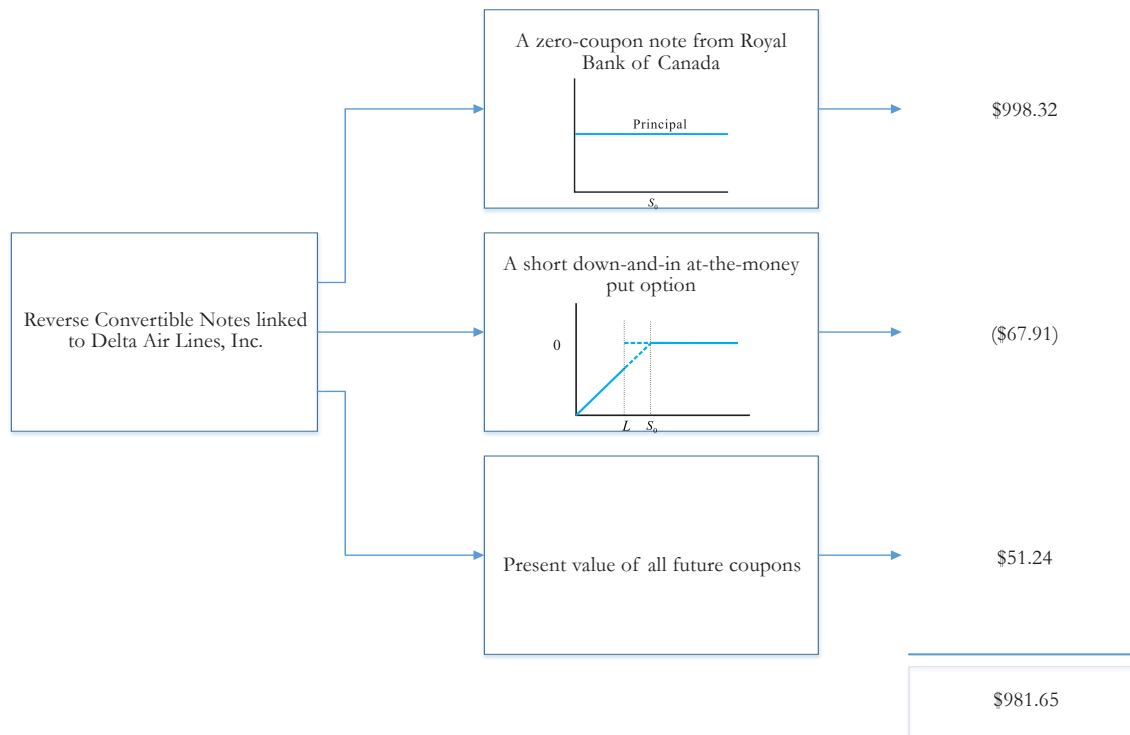 A zero-coupon note from Royal
Bank of Canada
Principal
S₀
$998.32
Reverse Convertible Notes linked
to Delta Air Lines, Inc.
A short down-and-in at-the-money
put option
0
L S₀
($67.91)
Present value of all future coupons
$51.24
$981.65